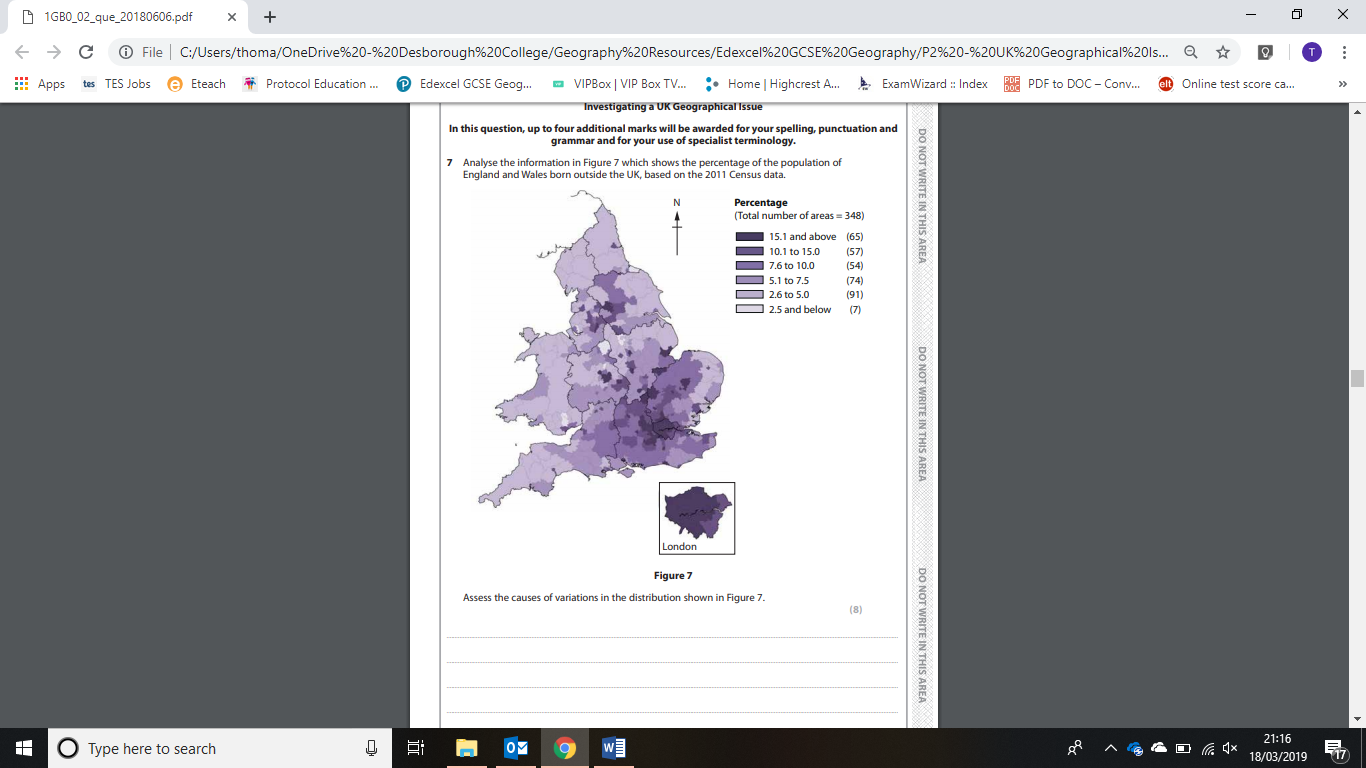 1GB0_02_que_20180606.pdf
File | C:/Users/thoma/OneDrive%20-%20Desborough%20College/Geography%20Resources/Edexcel%20GCSE%20Geography/P2%20-%20UK%20Geographical%20Is...
T
Apps
tes TES Jobs
Eteach
Protocol Education ...
Edexcel GCSE Geog...
VIPBox | VIP Box TV...
Home | Highcrest A...
ExamWizard :: Index
PDF DOC PDF to DOC – Conv...
elt Online test score ca...
»
Investigating a UK Geographical Issue
In this question, up to four additional marks will be awarded for your spelling, punctuation and
grammar and for your use of specialist terminology.
7 Analyse the information in Figure 7 which shows the percentage of the population of
England and Wales born outside the UK, based on the 2011 Census data.
N
Percentage
(Total number of areas = 348)
15.1 and above (65)
10.1 to 15.0 (57)
7.6 to 10.0 (54)
5.1 to 7.5 (74)
2.6 to 5.0 (91)
2.5 and below (7)
London
Figure 7
Assess the causes of variations in the distribution shown in Figure 7.
(8)
DO NOT WRITE IN THIS AREA
DO NOT WRITE IN THIS AREA
DO NOT WRITE IN THIS AREA
Type here to search
21:16
18/03/2019
17